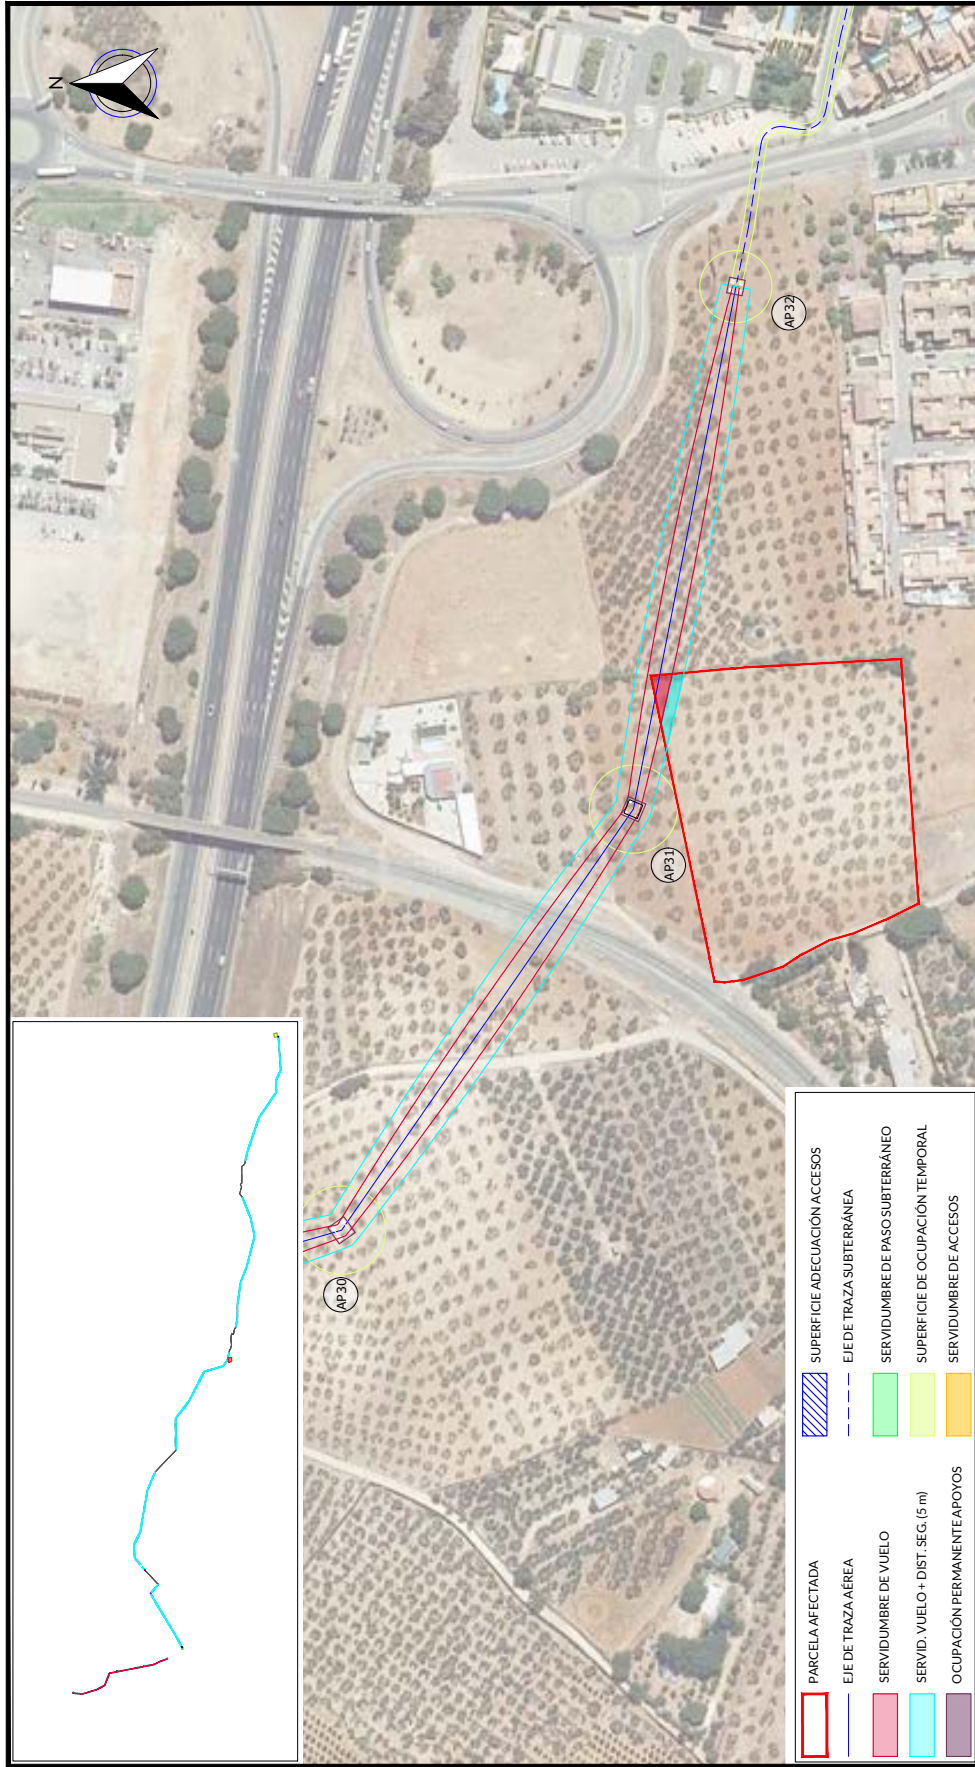 N
AP32
AP31
AP30
PARCELA AFECTADA
EJE DE TRAZA AÉREA
SERVIDUMBRE DE VUELO
SERVID. VUELO + DIST. SEG. (5 m)
OCUPACIÓN PERMANENTE APOYOS
SUPERFICIE ADECUACIÓN ACCESOS
EJE DE TRAZA SUBTERRÁNEA
SERVIDUMBRE DE PASO SUBTERRÁNEO
SUPERFICIE DE OCUPACIÓN TEMPORAL
SERVIDUMBRE DE ACCESOS